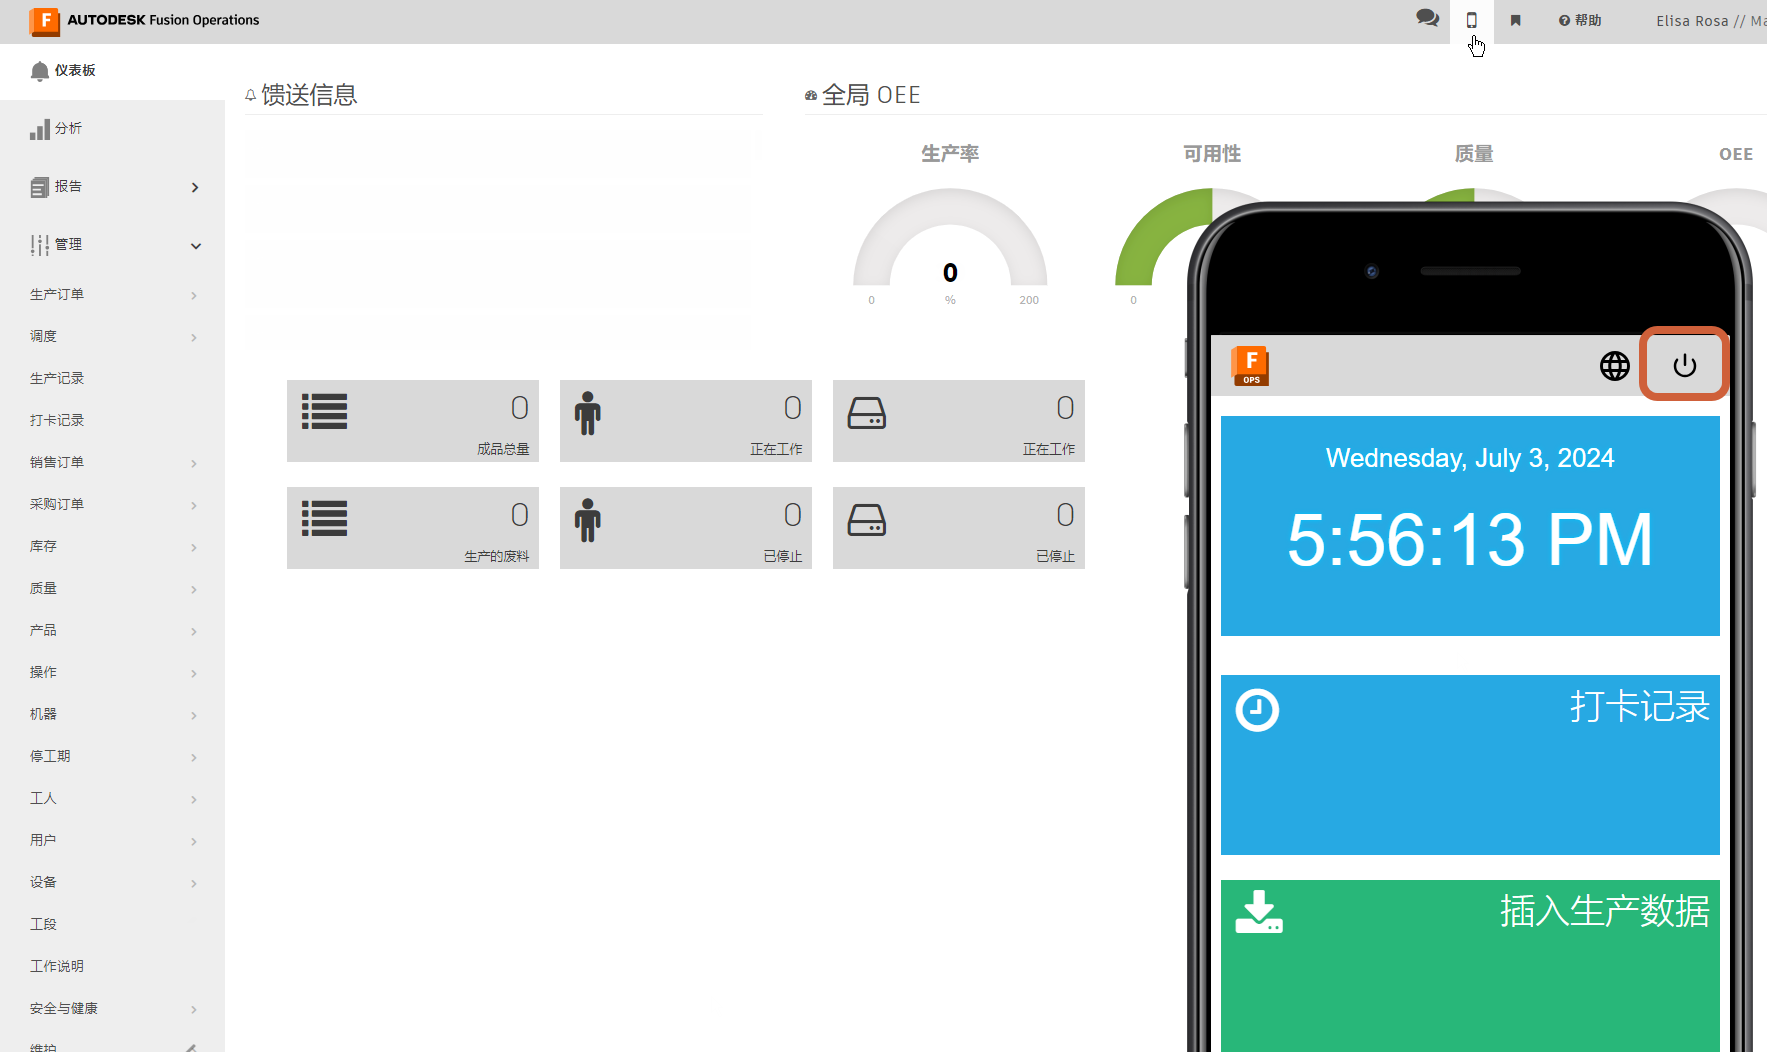 F AUTODESK Fusion Operations
帮助
Elisa Rosa // Ma
仪表板
分析
报告
管理
生产订单
调度
生产记录
打卡记录
销售订单
采购订单
库存
质量
产品
操作
机器
停工期
工人
用户
设备
工段
工作说明
安全与健康
维护
馈送信息
全局 OEE
生产率
可用性
质量
OEE
0
0 % 200
0
0
成品总量
0
正在工作
0
正在工作
0
生产的废料
0
已停止
0
已停止
F
OPS
Wednesday, July 3, 2024
5:56:13 PM
打卡记录
插入生产数据